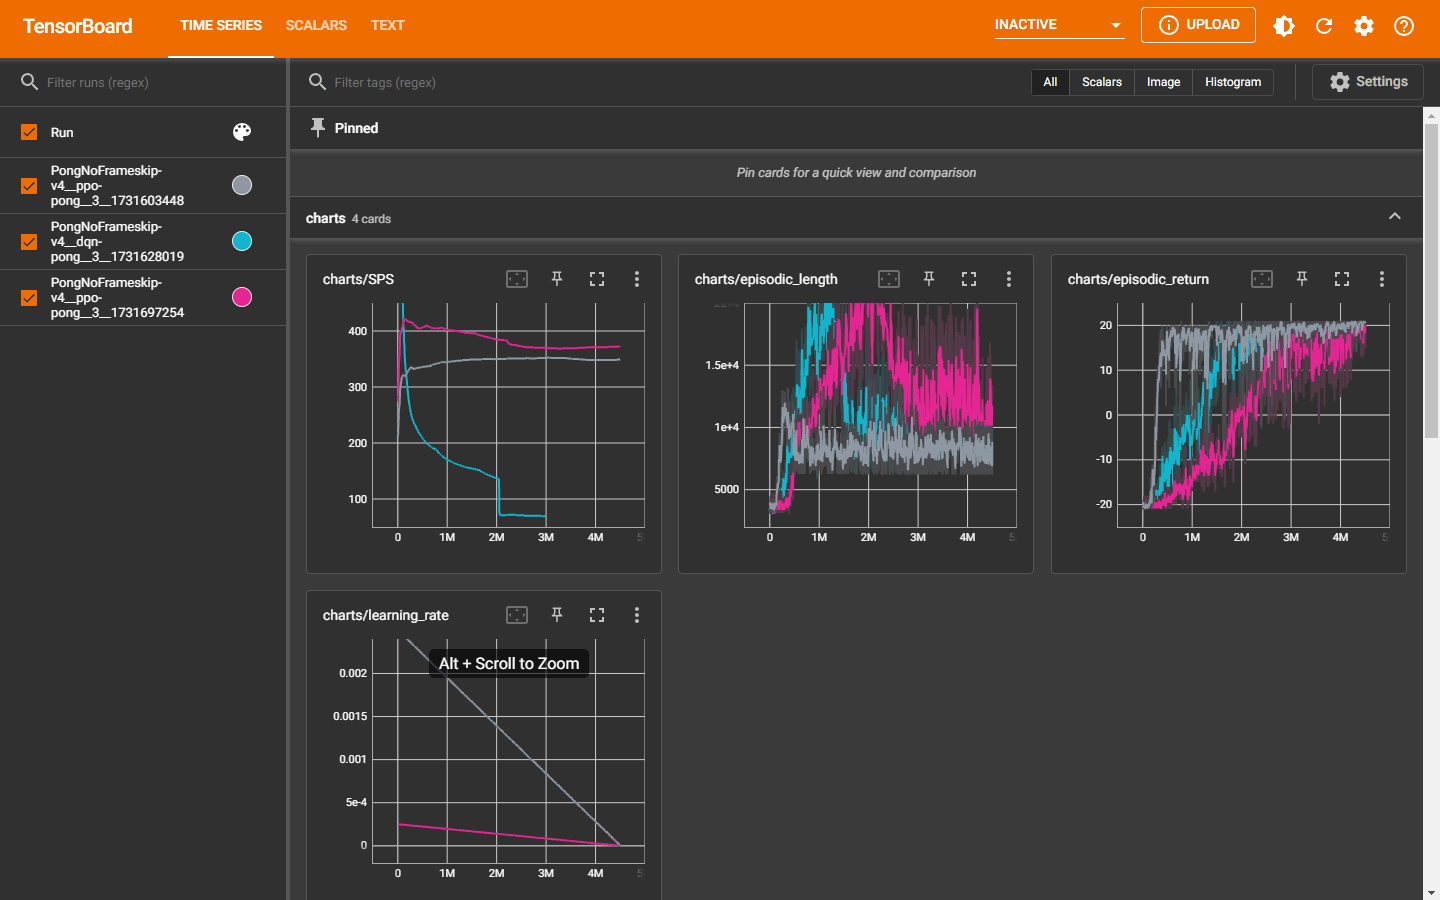 TensorBoard
TIME SERIES
SCALARS
TEXT
INACTIVE
UPLOAD
Filter runs (regex)
Filter tags (regex)
All
Scalars
Image
Histogram
Settings
Run
PongNoFrameskip-
v4__ppo-
pong__3__1731603448
PongNoFrameskip-
v4__dqn-
pong__3__1731628019
PongNoFrameskip-
v4__ppo-
pong__3__1731697254
Pinned
Pin cards for a quick view and comparison
charts 4 cards
charts/SPS
400
300
200
100
0 1M 2M 3M 4M 5
charts/episodic_length
1.5e+4
1e+4
5000
0 1M 2M 3M 4M 5
charts/episodic_return
20
10
0
-10
-20
0 1M 2M 3M 4M 5
charts/learning_rate
Alt + Scroll to Zoom
0.002
0.0015
0.001
5e-4
0
0 1M 2M 3M 4M 5